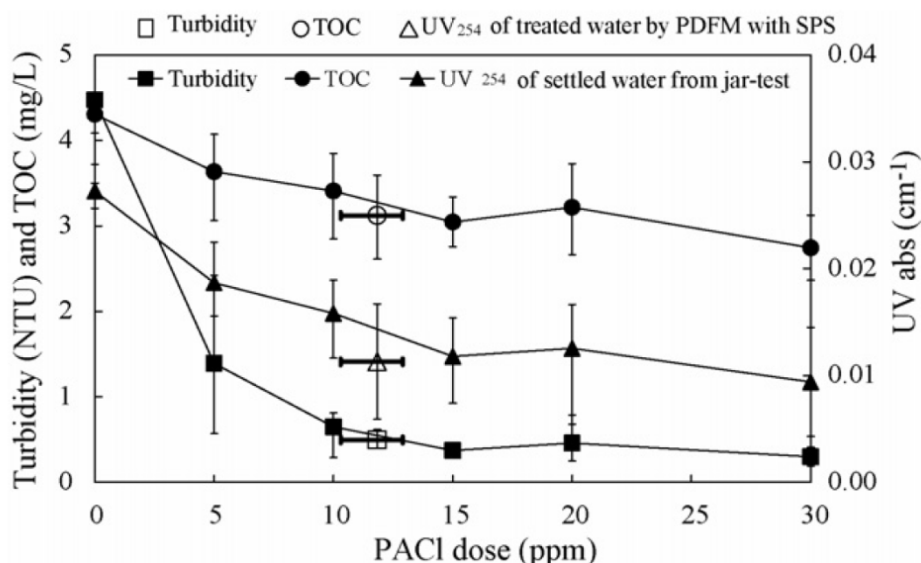 Turbidity TOC UV254 of treated water by PDFM with SPS
Turbidity TOC UV 254 of settled water from jar-test
Turbidity (NTU) and TOC (mg/L)
5
4
3
2
1
0
0.04
0.03
0.02
0.01
0.00
UV abs (cm-1)
0 5 10 15 20 25 30
PACl dose (ppm)